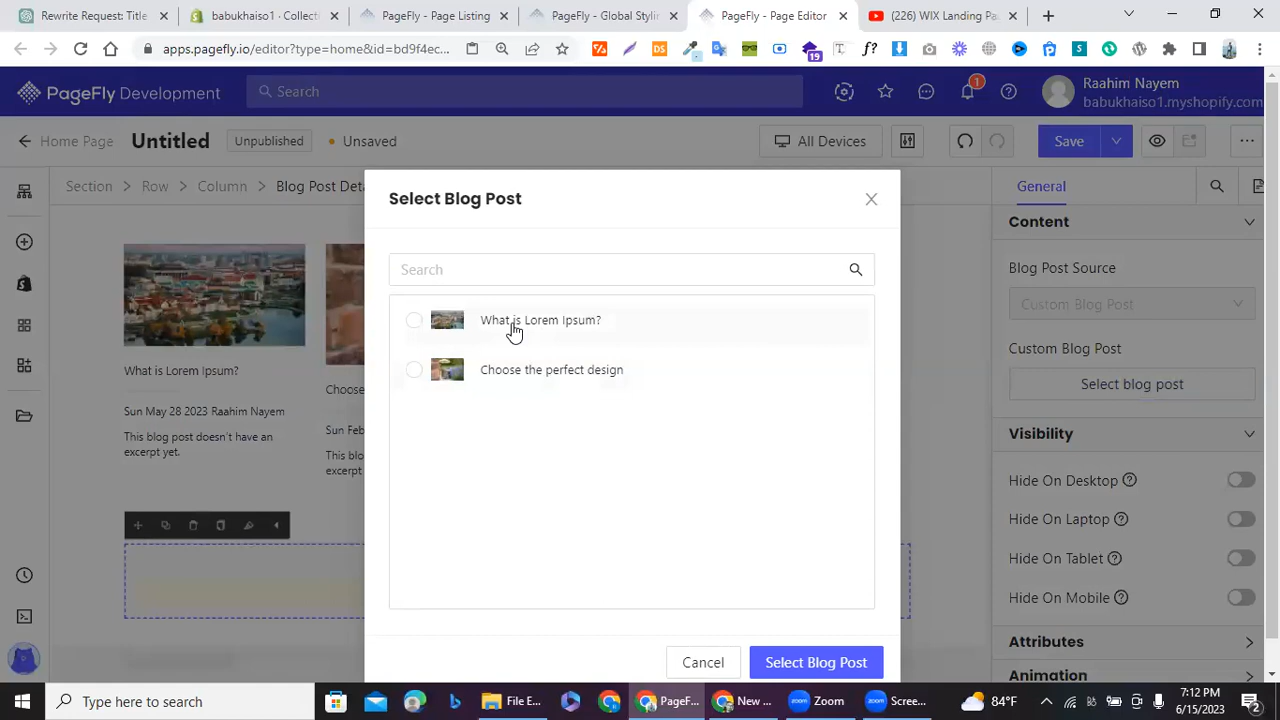 Rewrite Request: Title
babukhaiso1 · Collecti
PageFly - Page Listing
PageFly - Global Stylin
PageFly - Page Editor
(226) WIX Landing Pa
apps.pagefly.io/editor?type=home&id=bd9f4ec...
DS
19
f?
PageFly Development
Search
1
Raahim Nayem
babukhaiso1.myshopify.com
Home Page
Untitled
Unpublished
Unsaved
All Devices
Save
Section
Row
Column
Blog Post Deta
Select Blog Post
General
Content
Search
Blog Post Source
Custom Blog Post
What is Lorem Ipsum?
Custom Blog Post
What is Lorem Ipsum?
Choose the perfect design
Select blog post
Choose
Sun May 28 2023 Raahim Nayem
Sun Feb
This blog post doesn't have an
excerpt yet.
This blo
excerpt
Visibility
Hide On Desktop
Hide On Laptop
Hide On Tablet
Hide On Mobile
Attributes
Animation
Cancel
Select Blog Post
Type here to search
File E...
PageF...
New ...
Zoom
Scree...
84°F
7:12 PM
6/15/2023